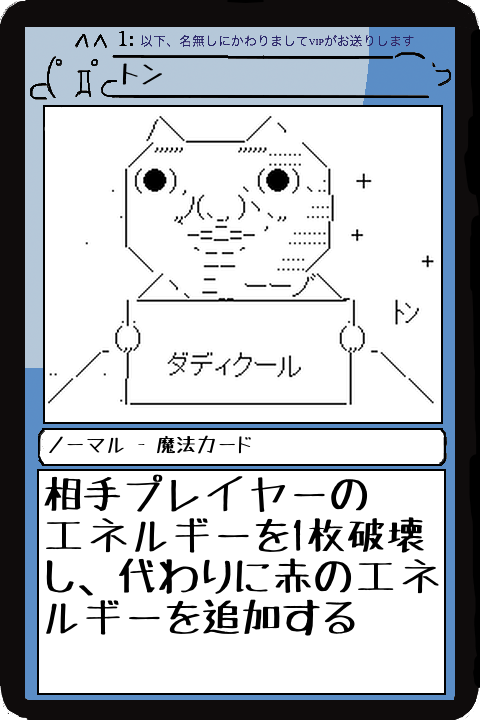 1: 以下、名無しにかわりましてVIPがお送りします
トン
トン
ダディクール
ノーマル - 魔法カード
相手プレイヤーの
エネルギーを1枚破壊
し、代わりに赤のエネ
ルギーを追加する